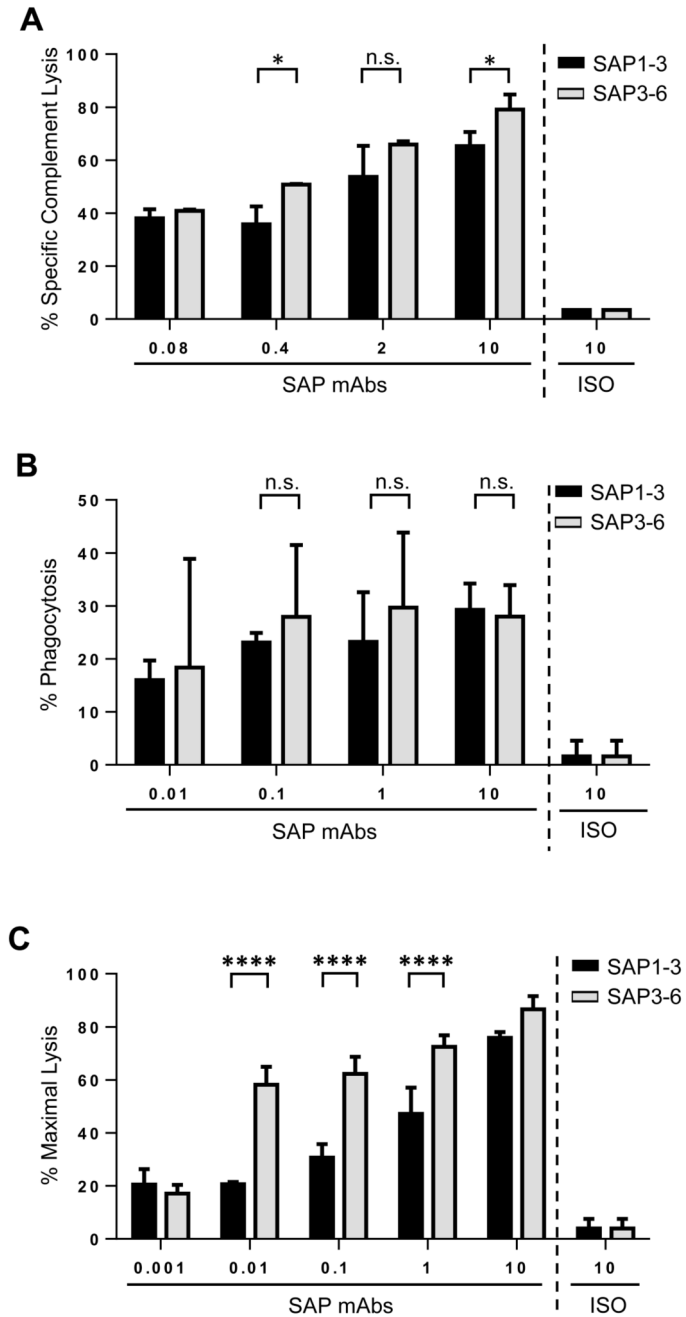 A
% Specific Complement Lysis
100
80
60
40
20
0
*
n.s.
*
SAP1-3
SAP3-6
0.08 0.4 2 10 10
SAP mAbs ISO
B
% Phagocytosis
50
40
30
20
10
0
n.s. n.s. n.s.
SAP1-3
SAP3-6
0.01 0.1 1 10 10
SAP mAbs ISO
C
% Maximal Lysis
100
80
60
40
20
0
**** **** ****
SAP1-3
SAP3-6
0.001 0.01 0.1 1 10 10
SAP mAbs ISO